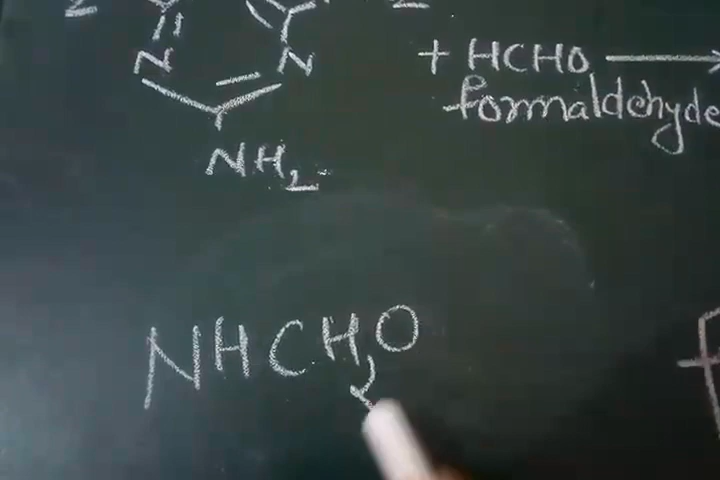 N N
+ HCHO ⟶
formaldehyde
NH₂
NHCH₂O